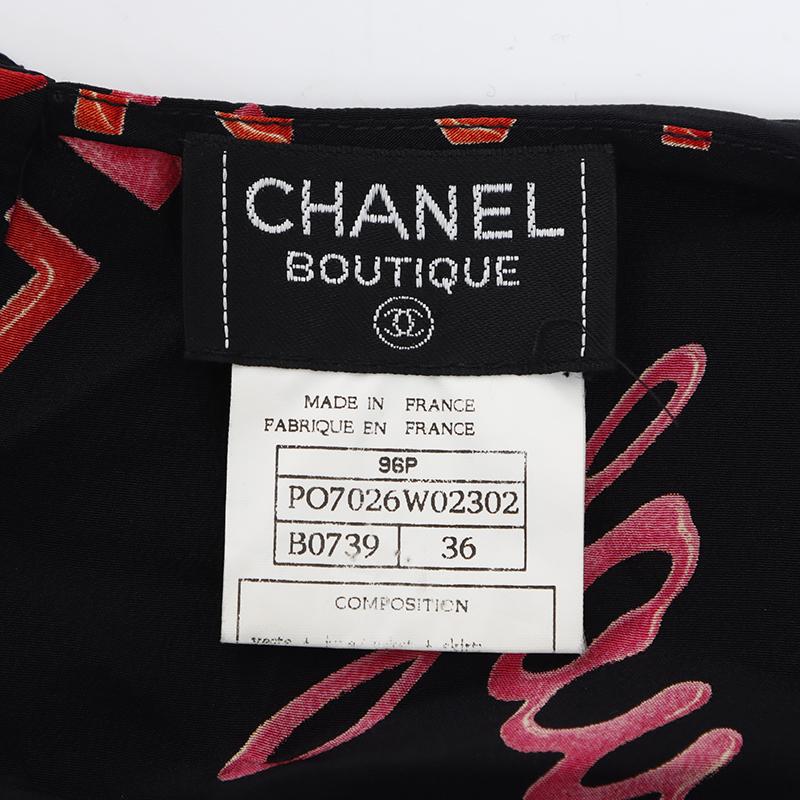 CHANEL
BOUTIQUE
MADE IN FRANCE
FABRIQUE EN FRANCE
96P
PO7026W02302
B0739 36
COMPOSITION